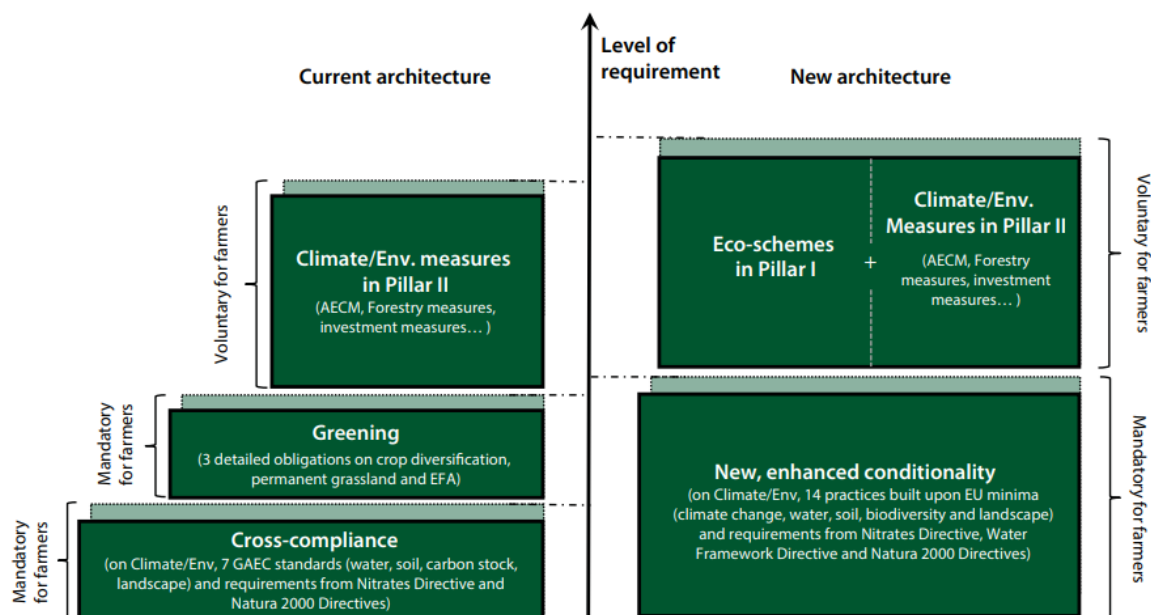 Level of
requirement
Current architecture
New architecture
Voluntary for farmers
Climate/Env. measures
in Pillar II
(AECM, Forestry measures,
investment measures… )
Mandatory
for farmers
Greening
(3 detailed obligations on crop diversification,
permanent grassland and EFA)
Mandatory
for farmers
Cross-compliance
(on Climate/Env, 7 GAEC standards (water, soil, carbon stock,
landscape) and requirements from Nitrates Directive and
Natura 2000 Directives)
Eco-schemes
in Pillar I
+
Climate/Env.
Measures in Pillar II
(AECM, Forestry
measures, investment
measures… )
Voluntary for farmers
New, enhanced conditionality
(on Climate/Env, 14 practices built upon EU minima
(climate change, water, soil, biodiversity and landscape)
and requirements from Nitrates Directive, Water
Framework Directive and Natura 2000 Directives)
Mandatory for farmers